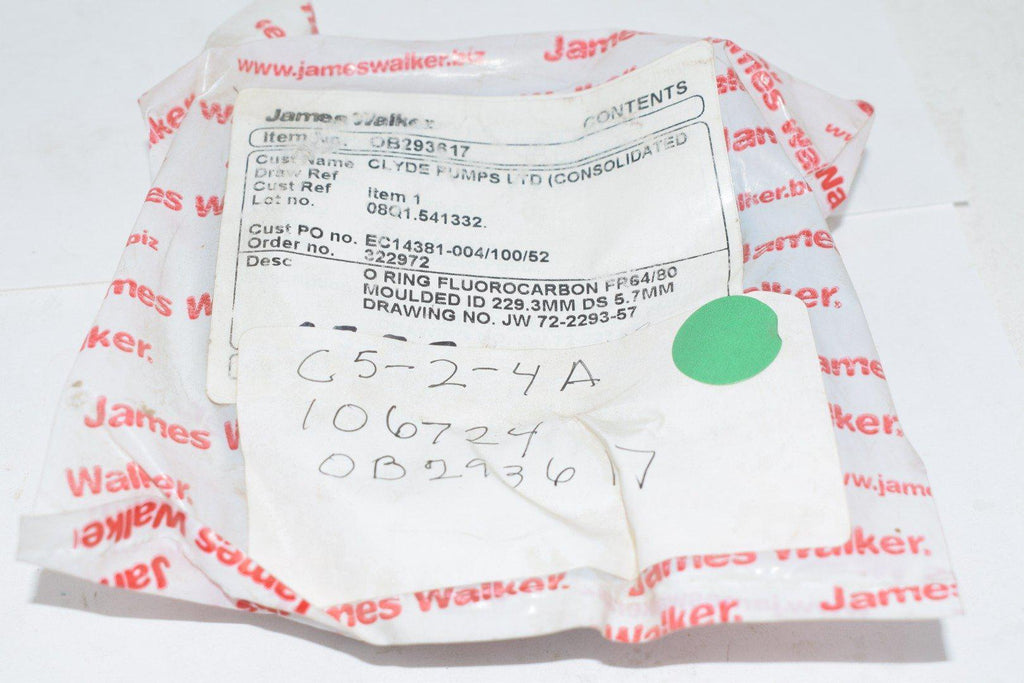 www.jameswalker.biz
James Walker
CONTENTS
Item No. OB293617
Cust Name CLYDE PUMPS LTD (CONSOLIDATED
Draw Ref
Cust Ref Item 1
Lot no. 08Q1.541332.
Cust PO no. EC14381-004/100/52
Order no. 322972
Desc O RING FLUOROCARBON FR64/80
MOULDED ID 229.3MM DS 5.7MM
DRAWING NO. JW 72-2293-57
C5-2-4A
106724
OB293617
James
Walker.
James Walker.
Walker.
James